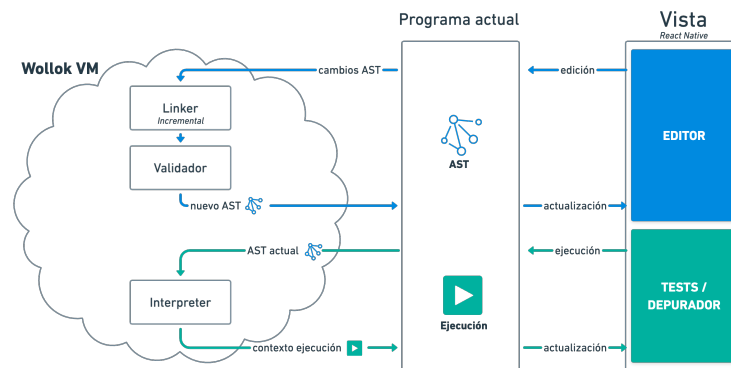 Programa actual
Vista
React Native
Wollok VM
cambios AST
edición
Linker
Incremental
EDITOR
AST
Validador
nuevo AST
actualización
AST actual
ejecución
TESTS /
DEPURADOR
Interpreter
Ejecución
contexto ejecución
actualización